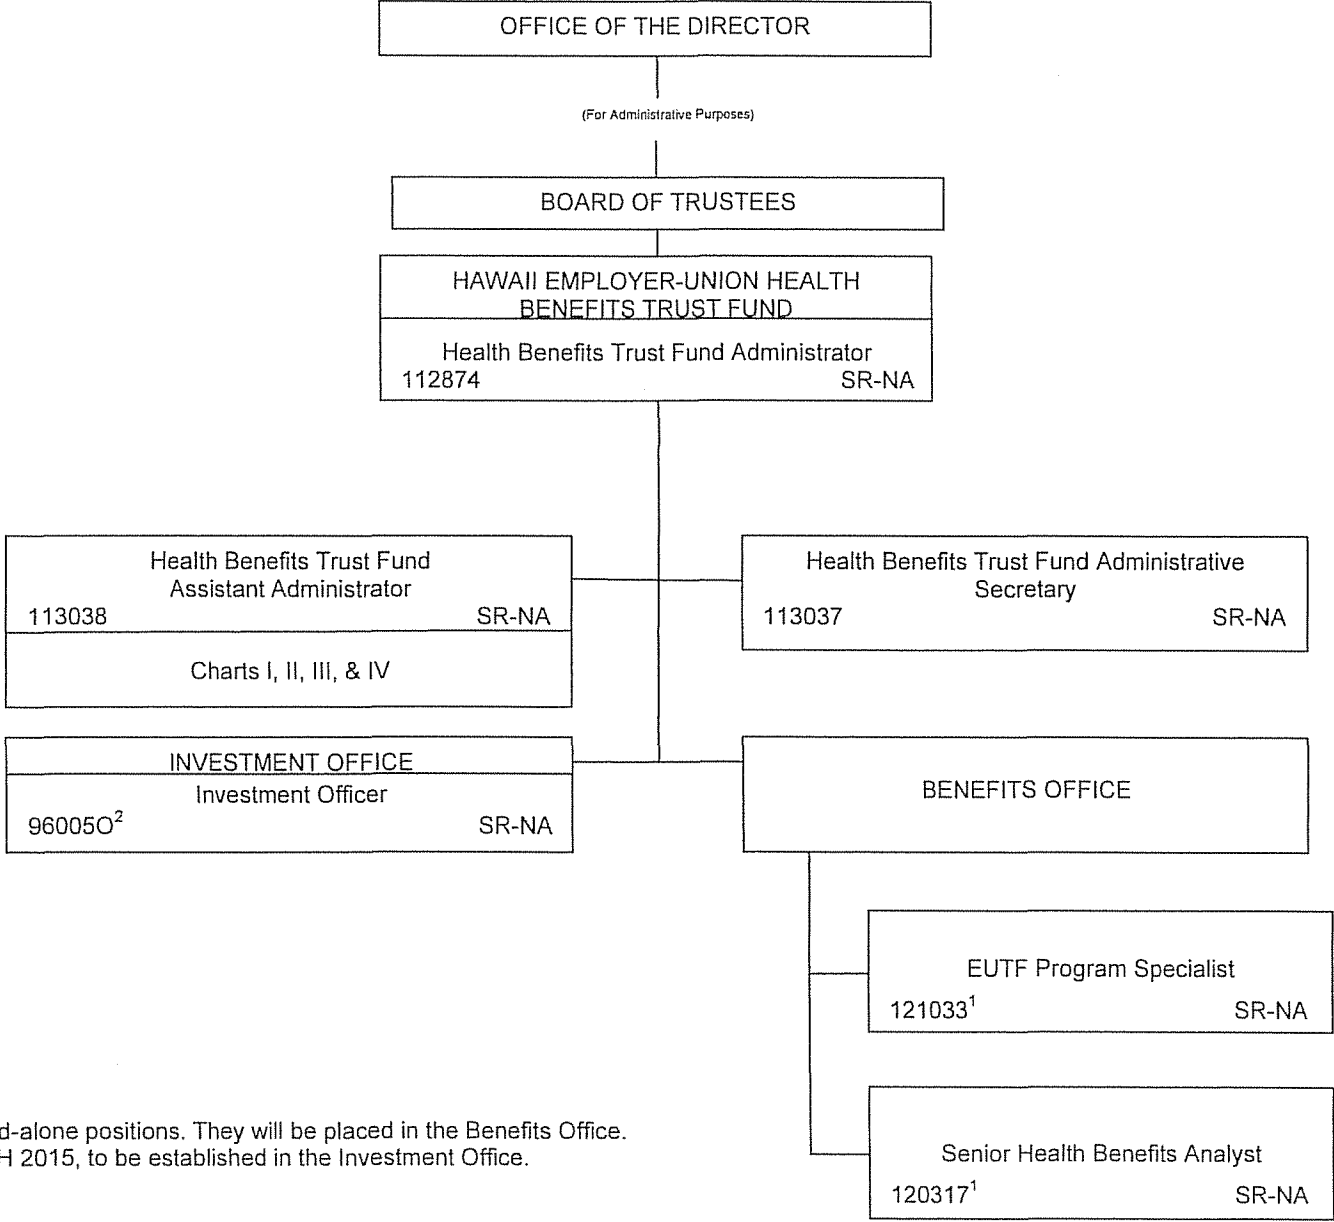 OFFICE OF THE DIRECTOR
(For Administrative Purposes)
BOARD OF TRUSTEES
HAWAII EMPLOYER-UNION HEALTH
BENEFITS TRUST FUND
Health Benefits Trust Fund Administrator
112874 SR-NA
Health Benefits Trust Fund
Assistant Administrator
113038 SR-NA
Charts I, II, III, & IV
Health Benefits Trust Fund Administrative
Secretary
113037 SR-NA
INVESTMENT OFFICE
Investment Officer
96005O² SR-NA
BENEFITS OFFICE
EUTF Program Specialist
121033¹ SR-NA
Senior Health Benefits Analyst
120317¹ SR-NA
d-alone positions. They will be placed in the Benefits Office.
H 2015, to be established in the Investment Office.